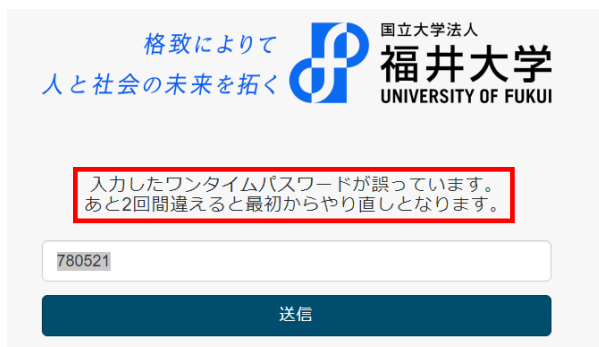 格致によりて
人と社会の未来を拓く
国立大学法人
福井大学
UNIVERSITY OF FUKUI
入力したワンタイムパスワードが誤っています。
あと2回間違えると最初からやり直しとなります。
780521
送信